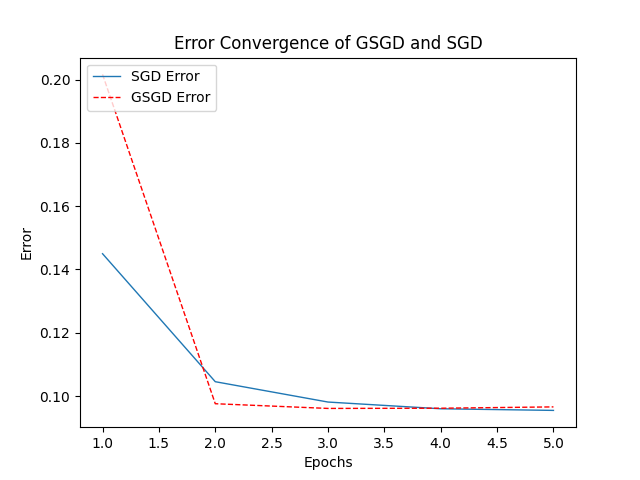 Error Convergence of GSGD and SGD
SGD Error
GSGD Error
0.20
0.18
0.16
0.14
0.12
0.10
Error
1.0 1.5 2.0 2.5 3.0 3.5 4.0 4.5 5.0
Epochs